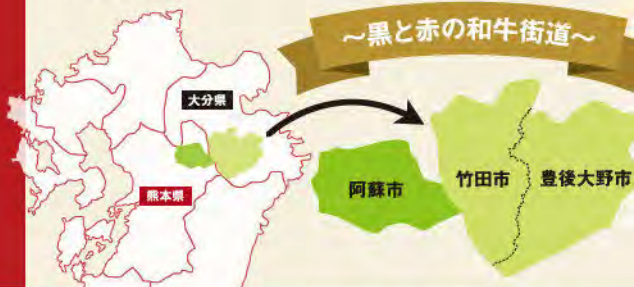 〜黒と赤の和牛街道〜
大分県
熊本県
阿蘇市
竹田市
豊後大野市